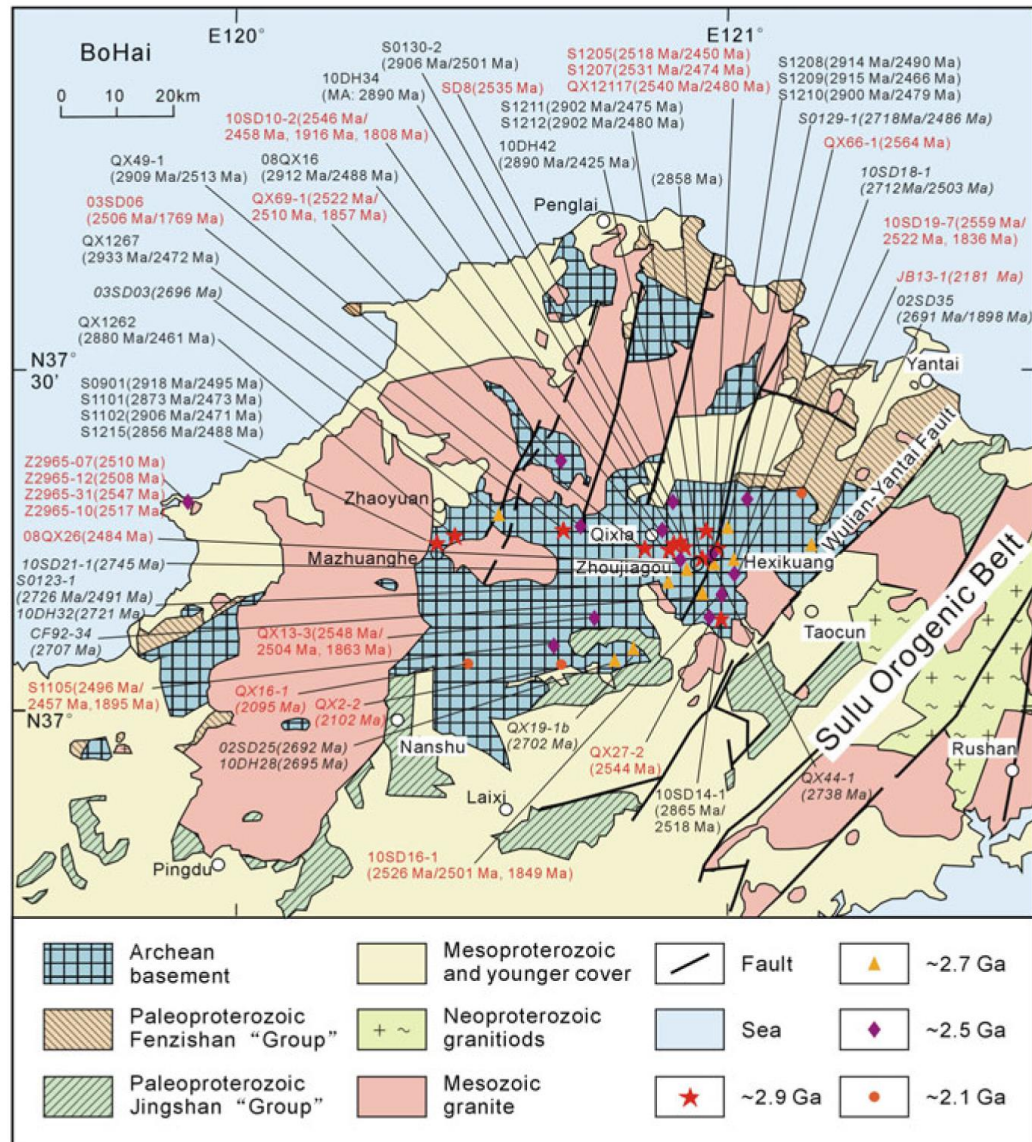 E120°
E121°
BoHai
0 10 20km
S0130-2
(2906 Ma/2501 Ma)
10DH34
(MA: 2890 Ma)
SD8(2535 Ma)
S1205(2518 Ma/2450 Ma)
S1207(2531 Ma/2474 Ma)
QX12117(2540 Ma/2480 Ma)
S1208(2914 Ma/2490 Ma)
S1209(2915 Ma/2466 Ma)
S1210(2900 Ma/2479 Ma)
10SD10-2(2546 Ma/
2458 Ma, 1916 Ma, 1808 Ma)
S1211(2902 Ma/2475 Ma)
S1212(2902 Ma/2480 Ma)
S0129-1(2718Ma/2486 Ma)
QX66-1(2564 Ma)
QX49-1
(2909 Ma/2513 Ma)
08QX16
(2912 Ma/2488 Ma)
10DH42
(2890 Ma/2425 Ma)
10SD18-1
(2712Ma/2503 Ma)
03SD06
(2506 Ma/1769 Ma)
QX69-1(2522 Ma/
2510 Ma, 1857 Ma)
(2858 Ma)
Penglai
10SD19-7(2559 Ma/
2522 Ma, 1836 Ma)
QX1267
(2933 Ma/2472 Ma)
JB13-1(2181 Ma)
03SD03(2696 Ma)
02SD35
(2691 Ma/1898 Ma)
QX1262
(2880 Ma/2461 Ma)
N37°
30′
Yantai
S0901(2918 Ma/2495 Ma)
S1101(2873 Ma/2473 Ma)
S1102(2906 Ma/2471 Ma)
S1215(2856 Ma/2488 Ma)
Wulian-Yantai Fault
Z2965-07(2510 Ma)
Z2965-12(2508 Ma)
Z2965-31(2547 Ma)
Z2965-10(2517 Ma)
Zhaoyuan
Qixia
08QX26(2484 Ma)
Mazhuanghe
Zhoujiagou
Hexikuang
10SD21-1(2745 Ma)
S0123-1
(2726 Ma/2491 Ma)
10DH32(2721 Ma)
Taocun
Sulu Orogenic Belt
CF92-34
(2707 Ma)
QX13-3(2548 Ma/
2504 Ma, 1863 Ma)
S1105(2496 Ma/
2457 Ma,1895 Ma)
QX16-1
(2095 Ma)
QX2-2
(2102 Ma)
N37°
Nanshu
QX19-1b
(2702 Ma)
02SD25(2692 Ma)
10DH28(2695 Ma)
QX27-2
(2544 Ma)
Rushan
QX44-1
(2738 Ma)
Laixi
10SD14-1
(2865 Ma/
2518 Ma)
Pingdu
10SD16-1
(2526 Ma/2501 Ma, 1849 Ma)
Archean
basement
Mesoproterozoic
and younger cover
Fault
~2.7 Ga
Paleoproterozoic
Fenzishan “Group”
Neoproterozoic
granitiods
Sea
~2.5 Ga
Paleoproterozoic
Jingshan “Group”
Mesozoic
granite
~2.9 Ga
~2.1 Ga